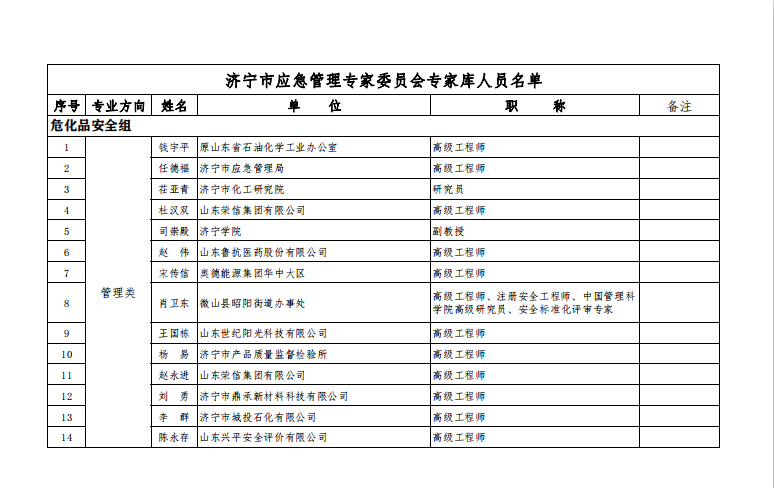 济宁市应急管理专家委员会专家库人员名单
序号 专业方向 姓名 单 位 职 称 备注
危化品安全组
管理类
1 钱宇平 原山东省石油化学工业办公室 高级工程师
2 任德福 济宁市应急管理局 高级工程师
3 荏亚青 济宁市化工研究院 研究员
4 杜汉双 山东荣信集团有限公司 高级工程师
5 司崇殿 济宁学院 副教授
6 赵 伟 山东鲁抗医药股份有限公司 高级工程师
7 宋传信 奥德能源集团华中大区 高级工程师
8 肖卫东 微山县昭阳街道办事处 高级工程师、注册安全工程师、中国管理科
学院高级研究员、安全标准化评审专家
9 王国栋 山东世纪阳光科技有限公司 高级工程师
10 杨 易 济宁市产品质量监督检验所 高级工程师
11 赵永进 山东荣信集团有限公司 高级工程师
12 刘 勇 济宁市鼎承新材料科技有限公司 高级工程师
13 李 群 济宁市城投石化有限公司 高级工程师
14 陈永存 山东兴平安全评价有限公司 高级工程师